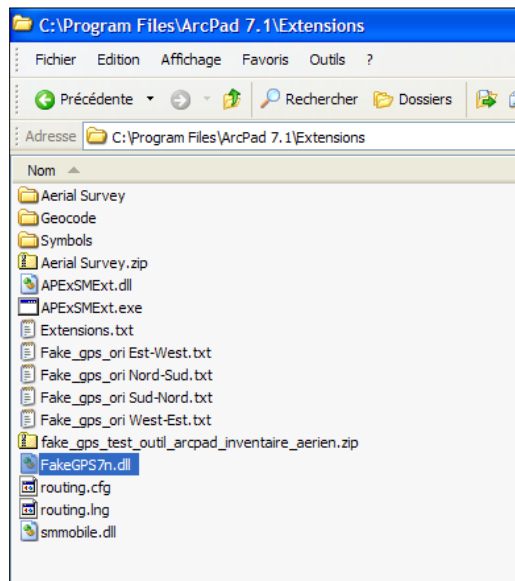 C:\Program Files\ArcPad 7.1\Extensions
Fichier Edition Affichage Favoris Outils ?
Précédente Rechercher Dossiers
Adresse C:\Program Files\ArcPad 7.1\Extensions
Nom
Aerial Survey
Geocode
Symbols
Aerial Survey.zip
APExSMExt.dll
APExSMExt.exe
Extensions.txt
Fake_gps_ori Est-West.txt
Fake_gps_ori Nord-Sud.txt
Fake_gps_ori Sud-Nord.txt
Fake_gps_ori West-Est.txt
fake_gps_test_outil_arcpad_inventaire_aerien.zip
FakeGPS7n.dll
routing.cfg
routing.lng
smmobile.dll